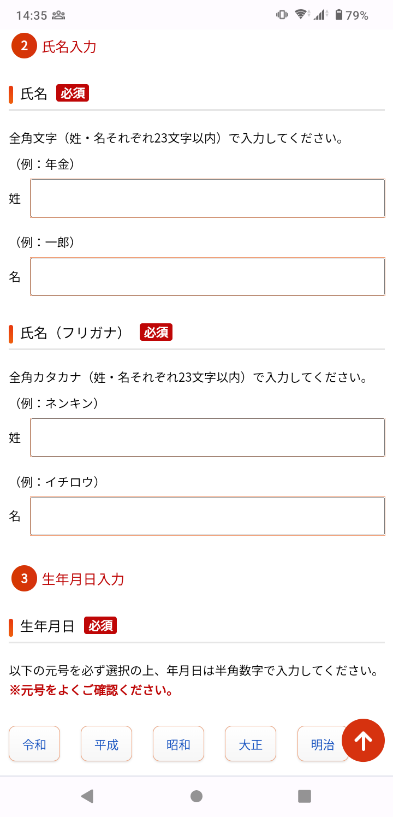 14:35 79%
2 氏名入力
氏名 必須
全角文字（姓・名それぞれ23文字以内）で入力してください。
（例：年金）
姓
（例：一郎）
名
氏名（フリガナ） 必須
全角カタカナ（姓・名それぞれ23文字以内）で入力してください。
（例：ネンキン）
姓
（例：イチロウ）
名
3 生年月日入力
生年月日 必須
以下の元号を必ず選択の上、年月日は半角数字で入力してください。
※元号をよくご確認ください。
令和 平成 昭和 大正 明治